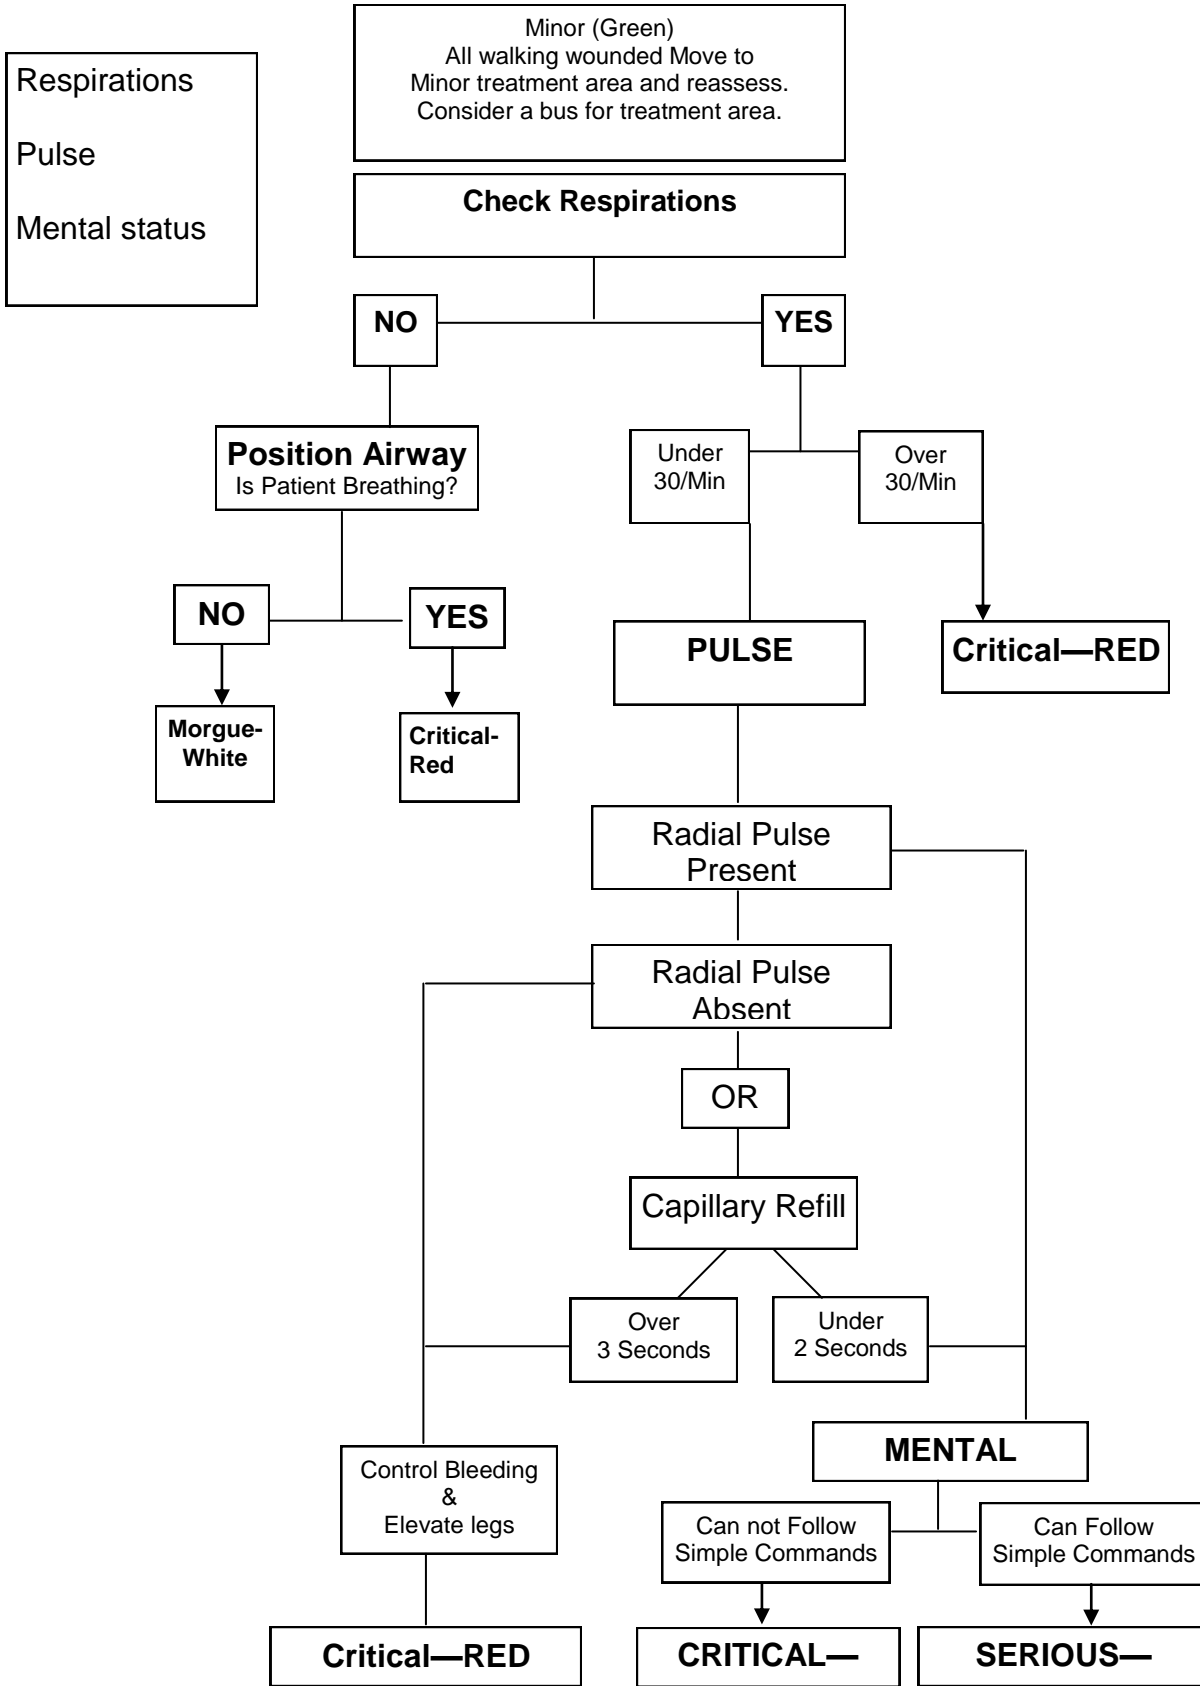 Respirations
Pulse
Mental status
Minor (Green)
All walking wounded Move to
Minor treatment area and reassess.
Consider a bus for treatment area.
Check Respirations
NO
YES
Position Airway
Is Patient Breathing?
Under
30/Min
Over
30/Min
NO
YES
PULSE
Critical—RED
Morgue-
White
Critical-
Red
Radial Pulse
Present
Radial Pulse
Absent
OR
Capillary Refill
Over
3 Seconds
Under
2 Seconds
MENTAL
Control Bleeding
&
Elevate legs
Can not Follow
Simple Commands
Can Follow
Simple Commands
Critical—RED
CRITICAL—
SERIOUS—